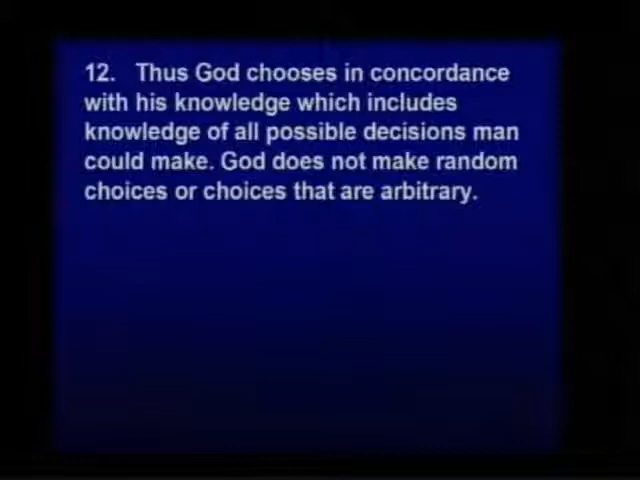 12. Thus God chooses in concordance
with his knowledge which includes
knowledge of all possible decisions man
could make. God does not make random
choices or choices that are arbitrary.